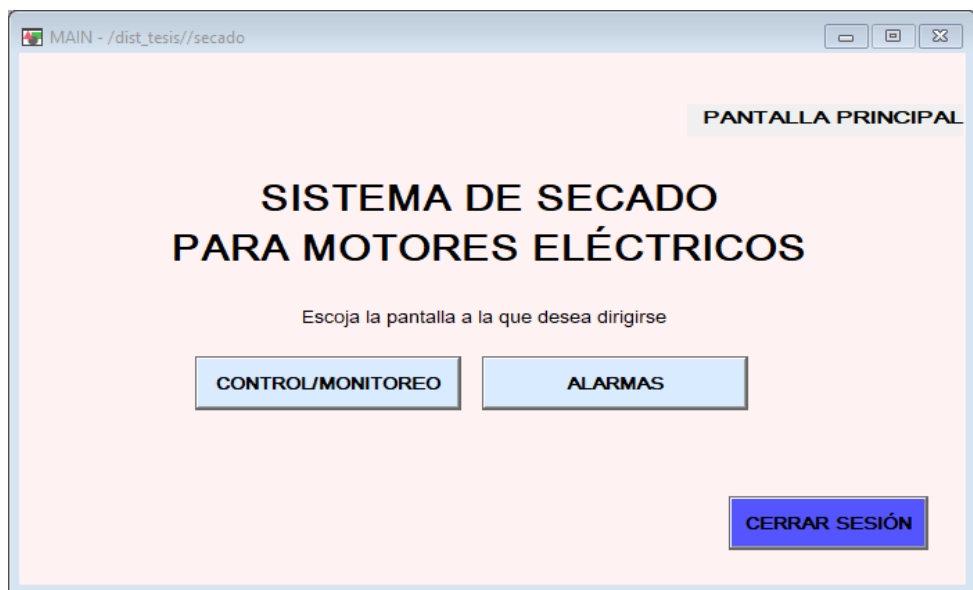 MAIN - /dist_tesis//secado
PANTALLA PRINCIPAL
SISTEMA DE SECADO
PARA MOTORES ELÉCTRICOS
Escoja la pantalla a la que desea dirigirse
CONTROL/MONITOREO
ALARMAS
CERRAR SESIÓN